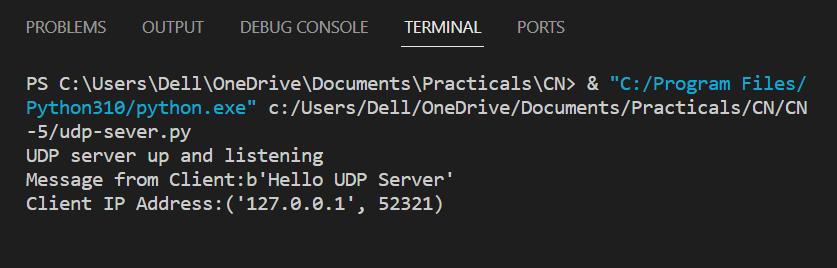 PROBLEMS OUTPUT DEBUG CONSOLE TERMINAL PORTS
PS C:\Users\Dell\OneDrive\Documents\Practicals\CN> & "C:/Program Files/
Python310/python.exe" c:/Users/Dell/OneDrive/Documents/Practicals/CN/CN
-5/udp-sever.py
UDP server up and listening
Message from Client:b'Hello UDP Server'
Client IP Address:('127.0.0.1', 52321)